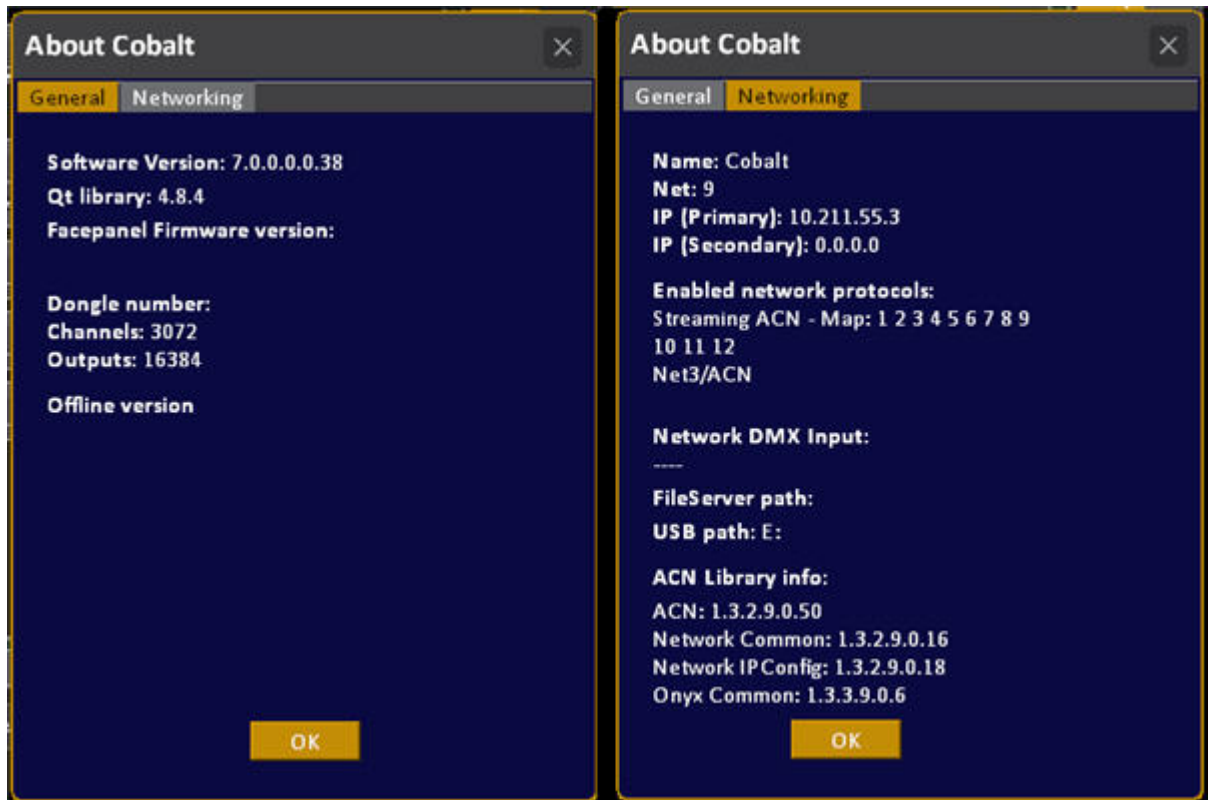 About Cobalt
General Networking
Software Version: 7.0.0.0.0.38
Qt library: 4.8.4
Facepanel Firmware version:
Dongle number:
Channels: 3072
Outputs: 16384
Offline version
OK
About Cobalt
General Networking
Name: Cobalt
Net: 9
IP (Primary): 10.211.55.3
IP (Secondary): 0.0.0.0
Enabled network protocols:
Streaming ACN - Map: 1 2 3 4 5 6 7 8 9
10 11 12
Net3/ACN
Network DMX Input:
----
FileServer path:
USB path: E:
ACN Library info:
ACN: 1.3.2.9.0.50
Network Common: 1.3.2.9.0.16
Network IPConfig: 1.3.2.9.0.18
Onyx Common: 1.3.3.9.0.6
OK